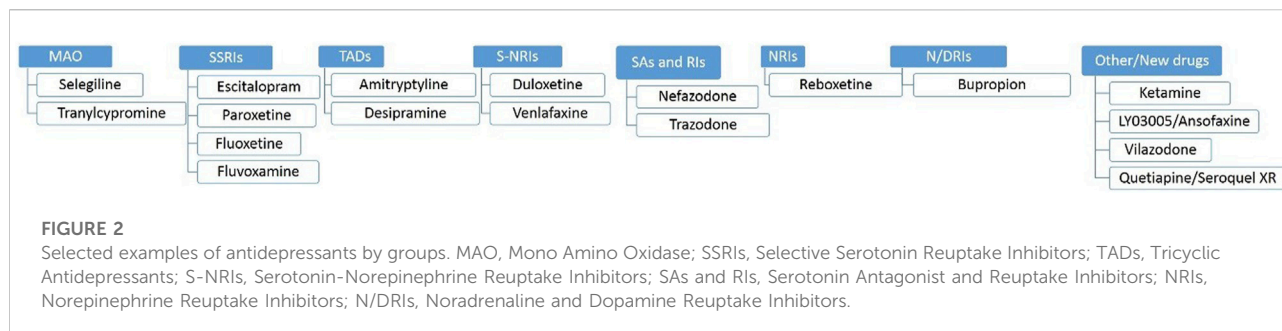 MAO
Selegiline
Tranylcypromine
SSRIs
Escitalopram
Paroxetine
Fluoxetine
Fluvoxamine
TADs
Amitryptyline
Desipramine
S-NRIs
Duloxetine
Venlafaxine
SAs and RIs
Nefazodone
Trazodone
NRIs
Reboxetine
N/DRIs
Bupropion
Other/New drugs
Ketamine
LY03005/Ansofaxine
Vilazodone
Quetiapine/Seroquel XR
FIGURE 2
Selected examples of antidepressants by groups. MAO, Mono Amino Oxidase; SSRIs, Selective Serotonin Reuptake Inhibitors; TADs, Tricyclic
Antidepressants; S-NRIs, Serotonin-Norepinephrine Reuptake Inhibitors; SAs and RIs, Serotonin Antagonist and Reuptake Inhibitors; NRIs,
Norepinephrine Reuptake Inhibitors; N/DRIs, Noradrenaline and Dopamine Reuptake Inhibitors.